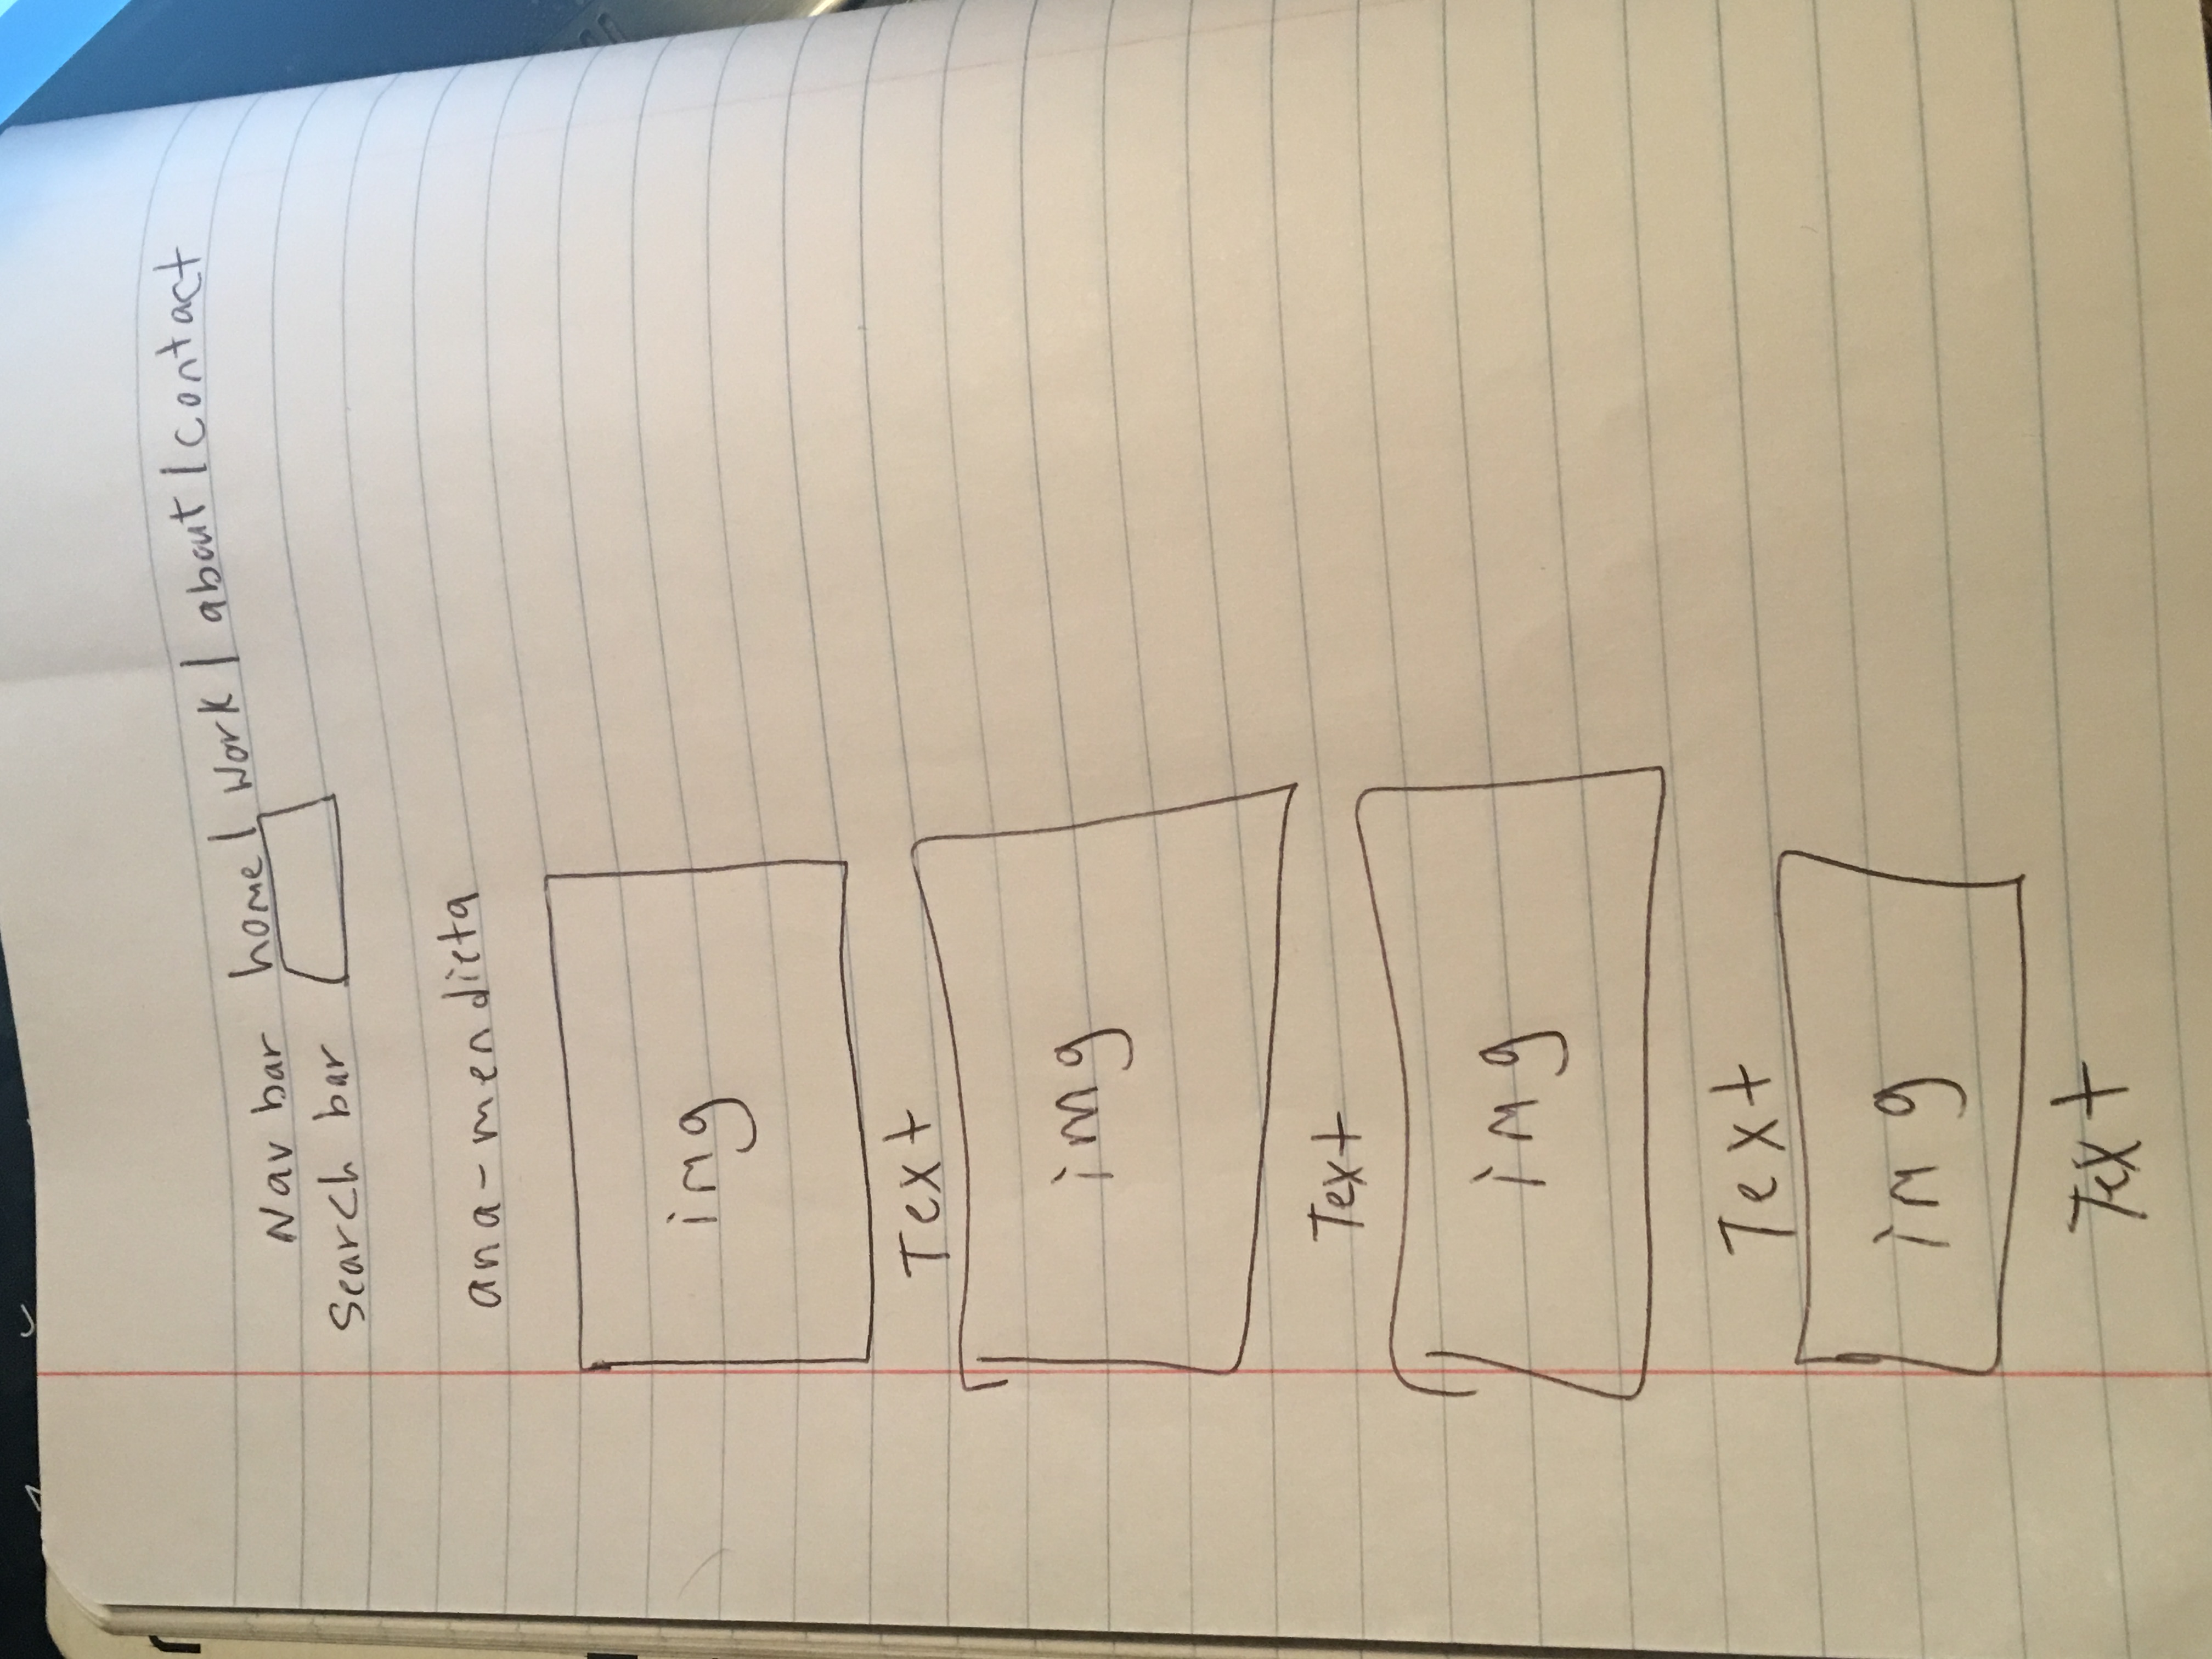 Nav bar home | Work | about | contact
Search bar
ana-mendieta
img
Text
img
Text
img
Text
img
Text